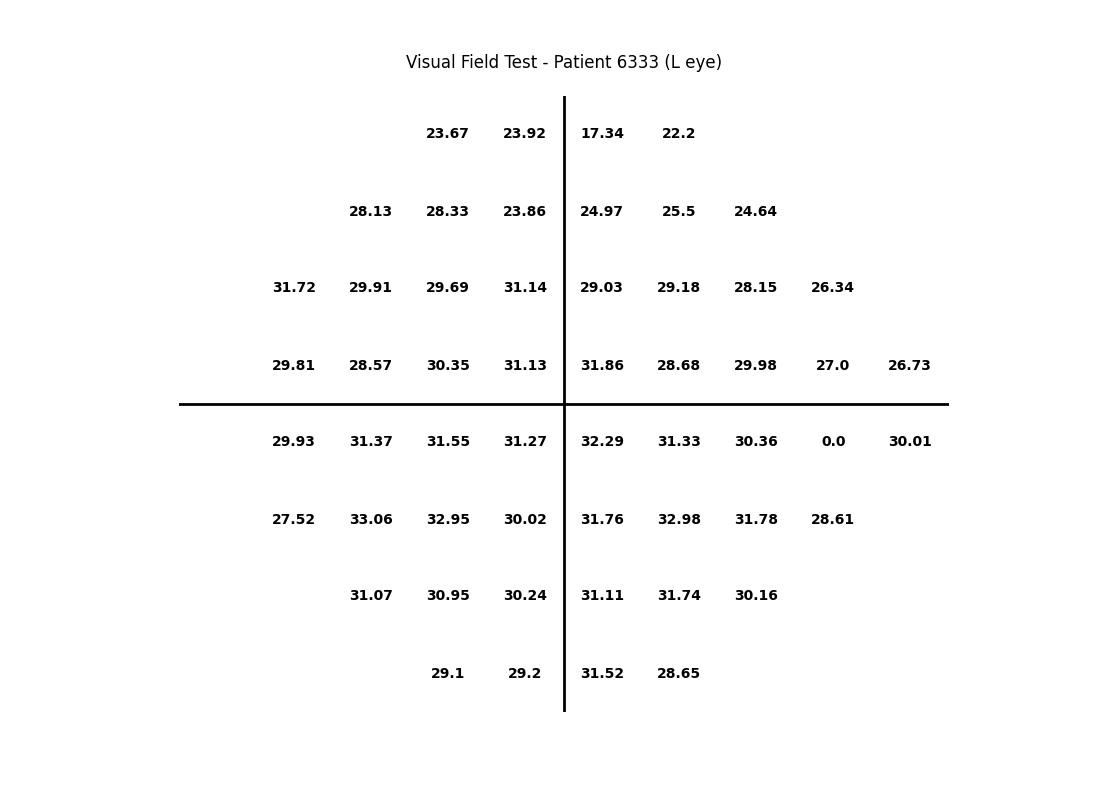 Visual Field Test - Patient 6333 (L eye)
23.67 23.92 17.34 22.2
28.13 28.33 23.86 24.97 25.5 24.64
31.72 29.91 29.69 31.14 29.03 29.18 28.15 26.34
29.81 28.57 30.35 31.13 31.86 28.68 29.98 27.0 26.73
29.93 31.37 31.55 31.27 32.29 31.33 30.36 0.0 30.01
27.52 33.06 32.95 30.02 31.76 32.98 31.78 28.61
31.07 30.95 30.24 31.11 31.74 30.16
29.1 29.2 31.52 28.65